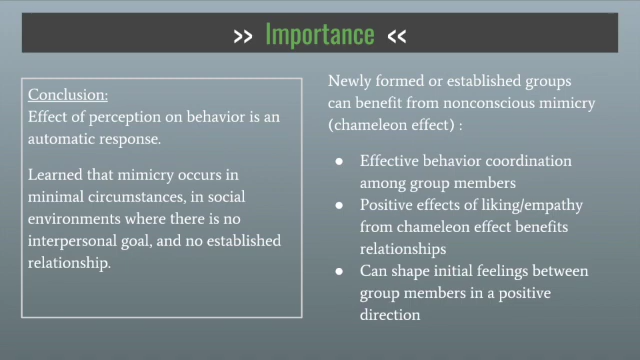 >> Importance <<
Conclusion:
Effect of perception on behavior is an
automatic response.
Learned that mimicry occurs in
minimal circumstances, in social
environments where there is no
interpersonal goal, and no established
relationship.
Newly formed or established groups
can benefit from nonconscious mimicry
(chameleon effect) :
● Effective behavior coordination
among group members
● Positive effects of liking/empathy
from chameleon effect benefits
relationships
● Can shape initial feelings between
group members in a positive
direction